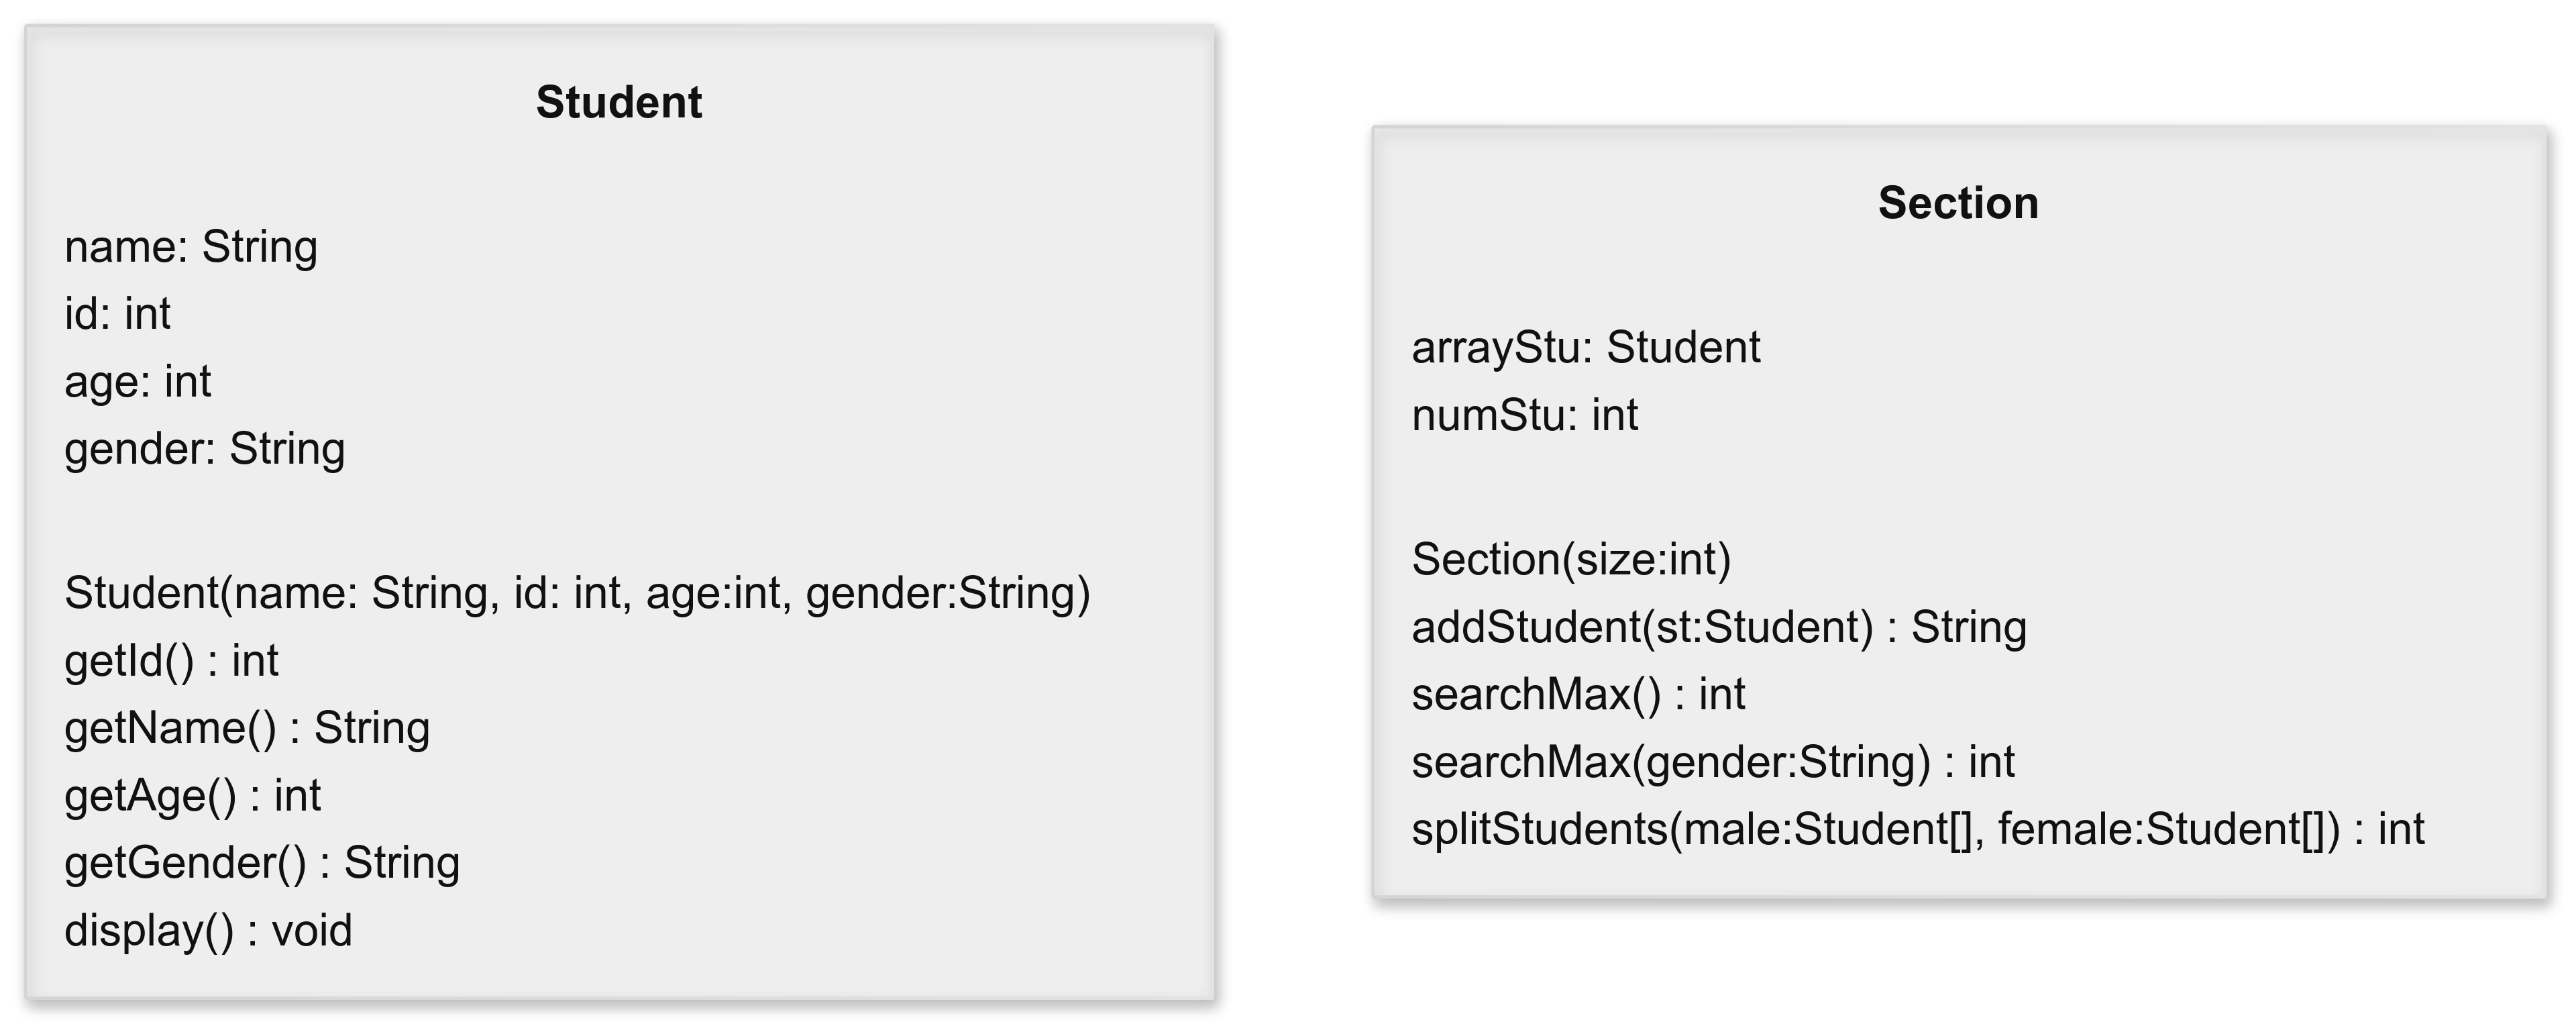 Student
name: String
id: int
age: int
gender: String
Student(name: String, id: int, age:int, gender:String)
getId() : int
getName() : String
getAge() : int
getGender() : String
display() : void
Section
arrayStu: Student
numStu: int
Section(size:int)
addStudent(st:Student) : String
searchMax() : int
searchMax(gender:String) : int
splitStudents(male:Student[], female:Student[]) : int